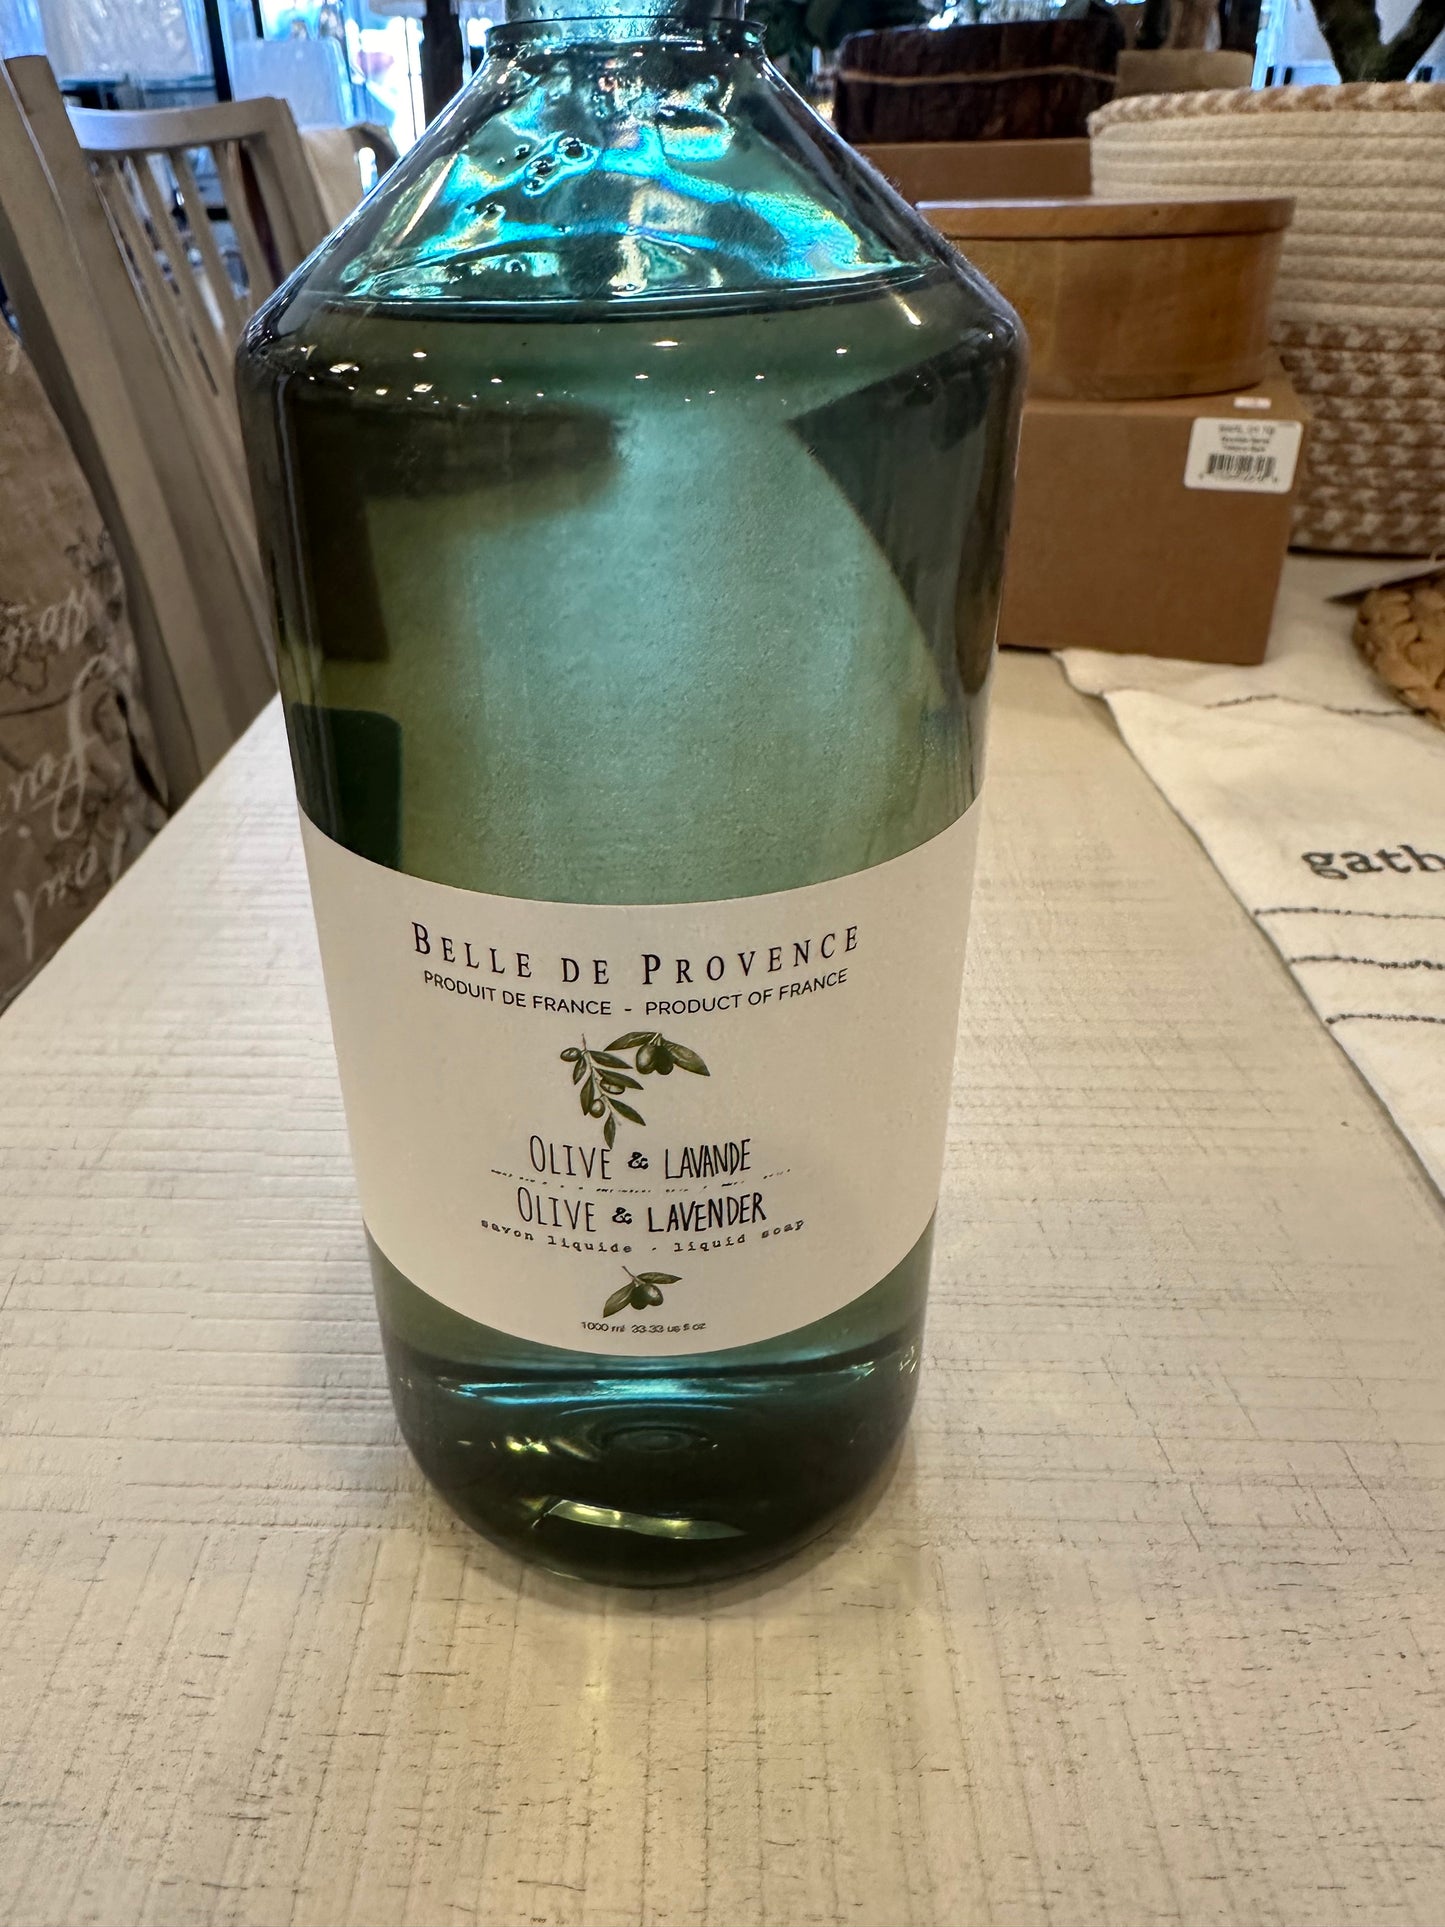 BELLE DE PROVENCE
PRODUIT DE FRANCE - PRODUCT OF FRANCE
OLIVE & LAVANDE
OLIVE & LAVENDER
savon liquide . liquid soap
1000 ml 33.33 us fl oz
gath